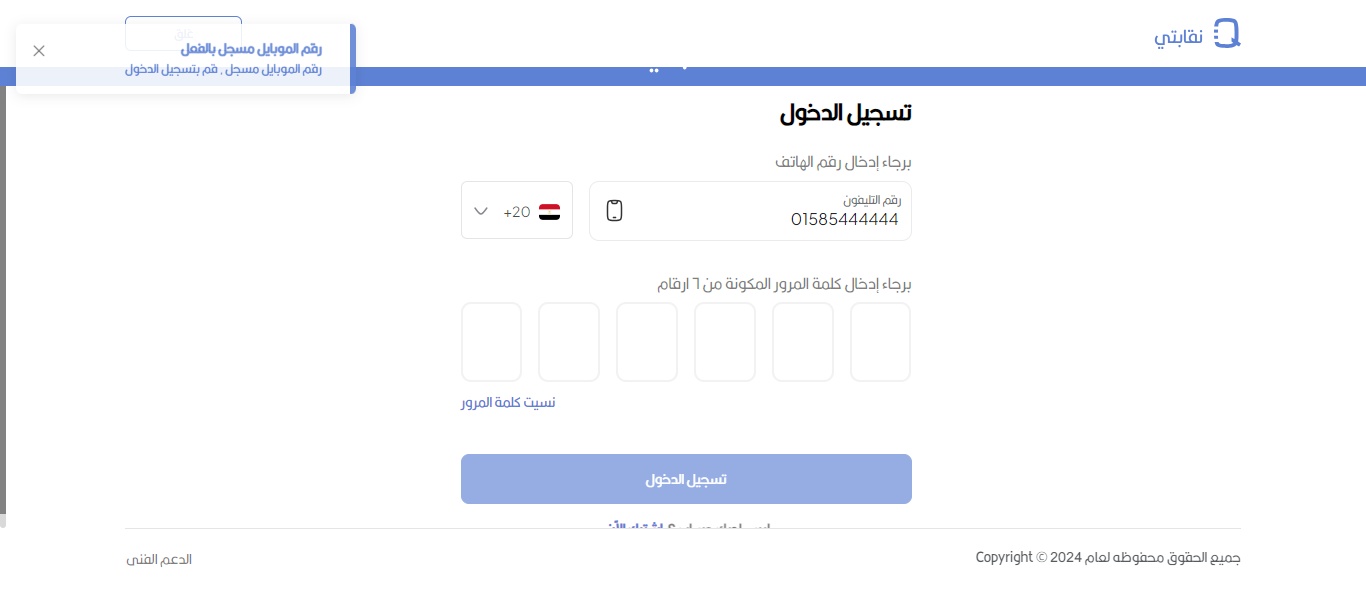 نقابتي
غلق
رقم الموبايل مسجل بالفعل
رقم الموبايل مسجل , قم بتسجيل الدخول
تسجيل الدخول
برجاء إدخال رقم الهاتف
رقم التليفون
01585444444
+20
برجاء إدخال كلمة المرور المكونة من ٦ ارقام
نسيت كلمة المرور
تسجيل الدخول
جميع الحقوق محفوظه لعام 2024 © Copyright
الدعم الفنى